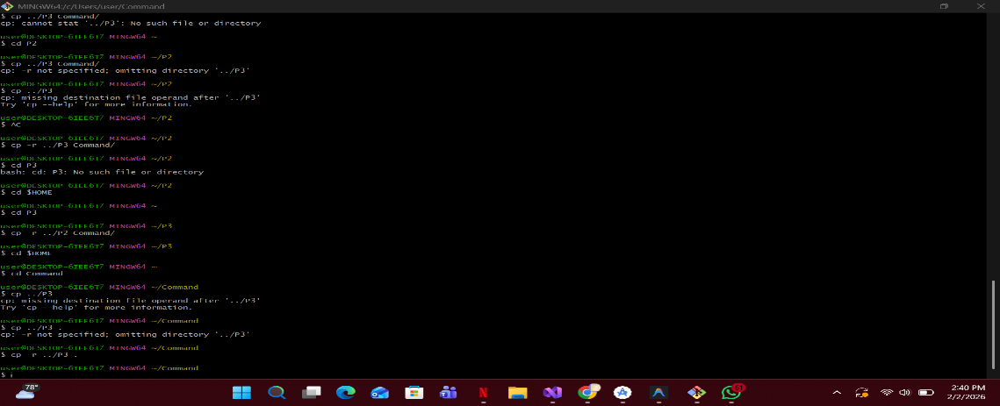 MINGW64:/c/Users/user/Command
$ cp ../P3 Command/
cp: cannot stat '../P3': No such file or directory
user@DESKTOP-6IEE6T7 MINGW64 ~
$ cd P2
user@DESKTOP-6IEE6T7 MINGW64 ~/P2
$ cp ../P3 Command/
cp: -r not specified; omitting directory '../P3'
user@DESKTOP-6IEE6T7 MINGW64 ~/P2
$ cp ../P3
cp: missing destination file operand after '../P3'
Try 'cp --help' for more information.
user@DESKTOP-6IEE6T7 MINGW64 ~/P2
$ ^C
user@DESKTOP-6IEE6T7 MINGW64 ~/P2
$ cp -r ../P3 Command/
user@DESKTOP-6IEE6T7 MINGW64 ~/P2
$ cd P3
bash: cd: P3: No such file or directory
user@DESKTOP-6IEE6T7 MINGW64 ~/P2
$ cd $HOME
user@DESKTOP-6IEE6T7 MINGW64 ~
$ cd P3
user@DESKTOP-6IEE6T7 MINGW64 ~/P3
$ cp -r ../P2 Command/
user@DESKTOP-6IEE6T7 MINGW64 ~/P3
$ cd $HOME
user@DESKTOP-6IEE6T7 MINGW64 ~
$ cd Command
user@DESKTOP-6IEE6T7 MINGW64 ~/Command
$ cp ../P3
cp: missing destination file operand after '../P3'
Try 'cp --help' for more information.
user@DESKTOP-6IEE6T7 MINGW64 ~/Command
$ cp ../P3 .
cp: -r not specified; omitting directory '../P3'
user@DESKTOP-6IEE6T7 MINGW64 ~/Command
$ cp -r ../P3 .
user@DESKTOP-6IEE6T7 MINGW64 ~/Command
$ i
78°
2:40 PM
2/2/2026